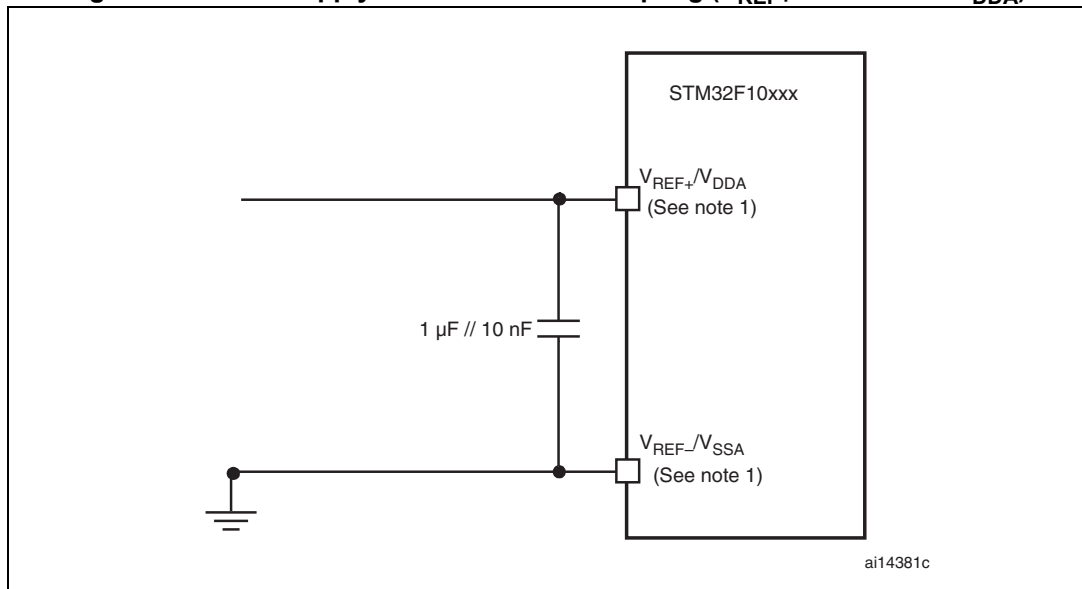 STM32F10xxx
VREF+/VDDA
(See note 1)
1 µF // 10 nF
VREF–/VSSA
(See note 1)
ai14381c